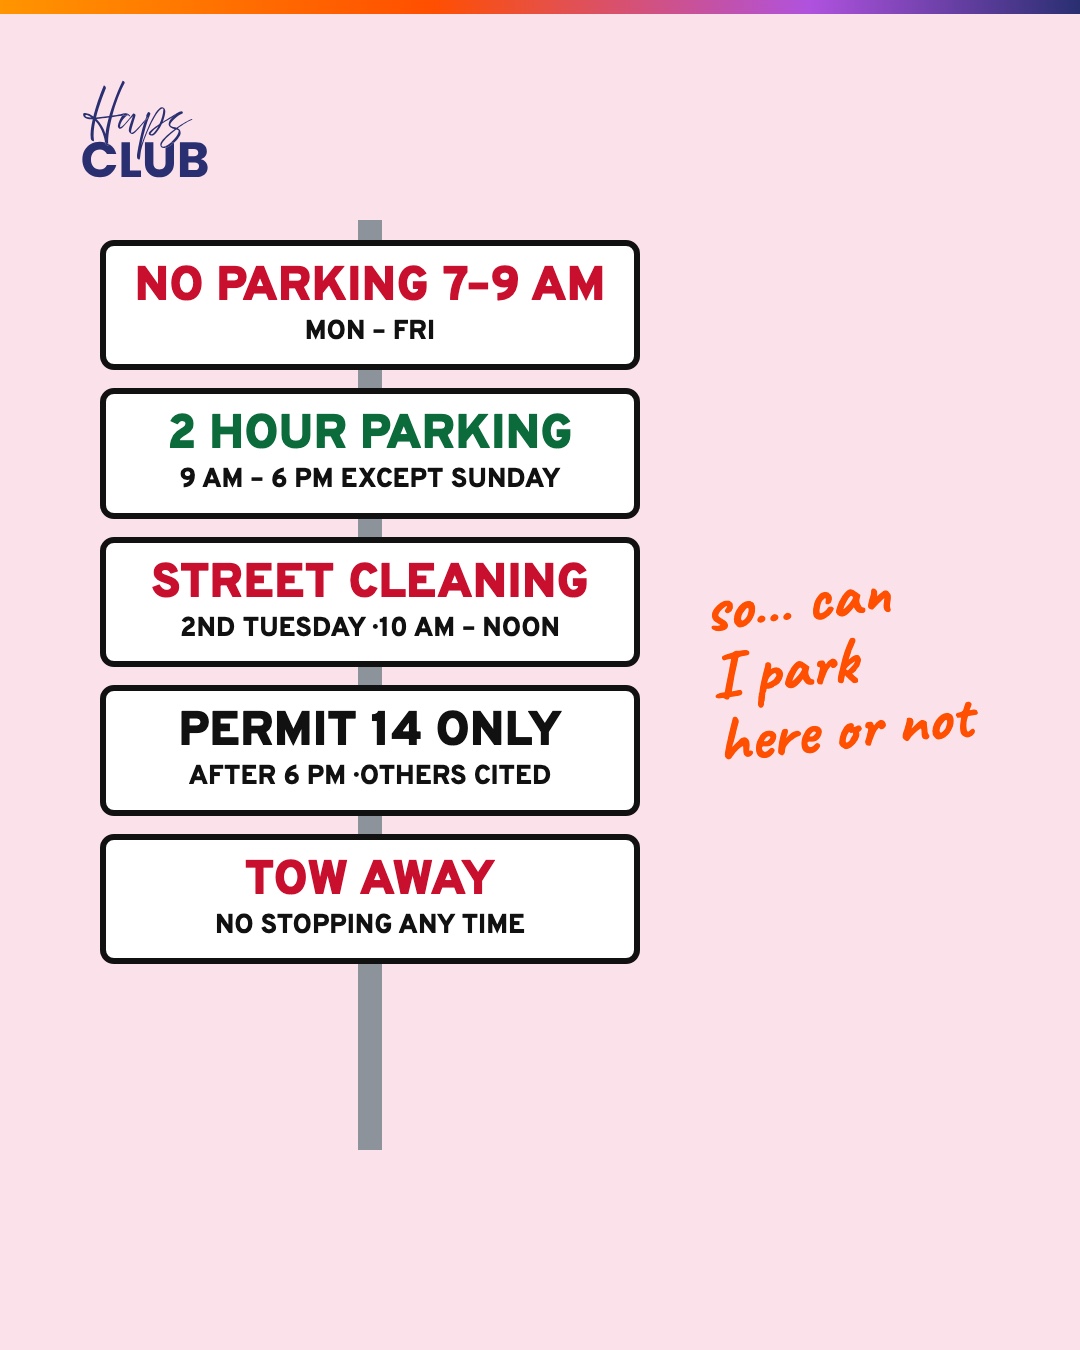 Haps
CLUB
NO PARKING 7–9 AM
MON – FRI
2 HOUR PARKING
9 AM – 6 PM EXCEPT SUNDAY
STREET CLEANING
2ND TUESDAY ·10 AM – NOON
PERMIT 14 ONLY
AFTER 6 PM ·OTHERS CITED
TOW AWAY
NO STOPPING ANY TIME
so... can
I park
here or not